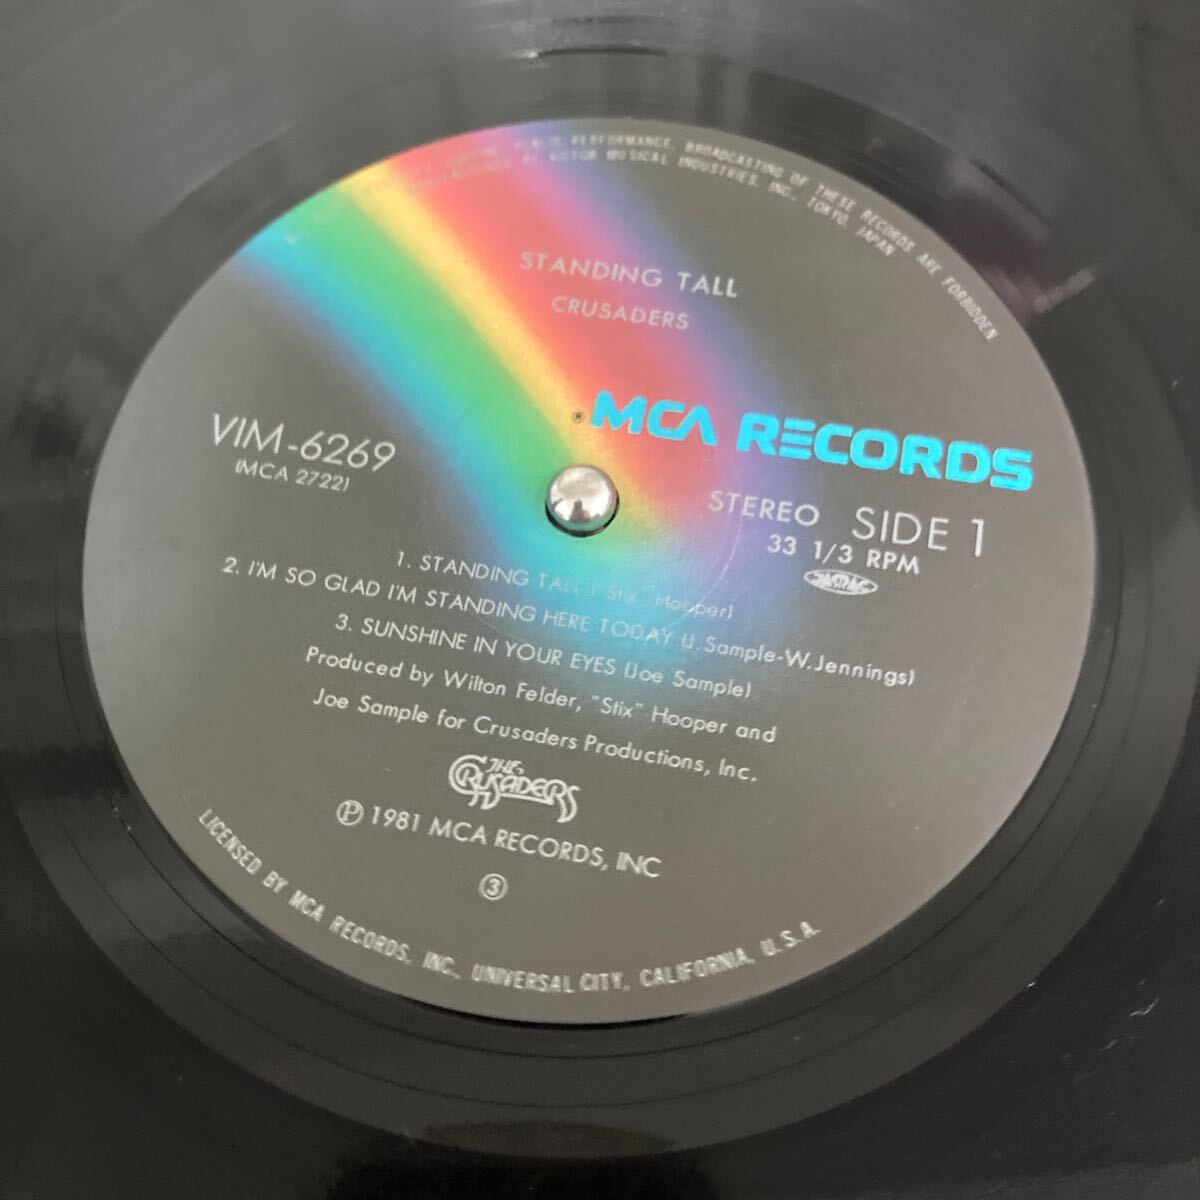 PUBLIC PERFORMANCE, BROADCASTING OF THESE RECORDS ARE FORBIDDEN.
BY VICTOR MUSICAL INDUSTRIES, INC., TOKYO, JAPAN
STANDING TALL
CRUSADERS
® MCA RECORDS
VIM-6269
(MCA 2722)
STEREO SIDE 1
33 1/3 RPM
1. STANDING TALL ("Stix" Hooper)
2. I'M SO GLAD I'M STANDING HERE TODAY (J. Sample-W. Jennings)
3. SUNSHINE IN YOUR EYES (Joe Sample)
Produced by Wilton Felder, "Stix" Hooper and
Joe Sample for Crusaders Productions, Inc.
THE CRUSADERS
Ⓟ 1981 MCA RECORDS, INC
③
LICENSED BY MCA RECORDS, INC., UNIVERSAL CITY, CALIFORNIA, U.S.A.